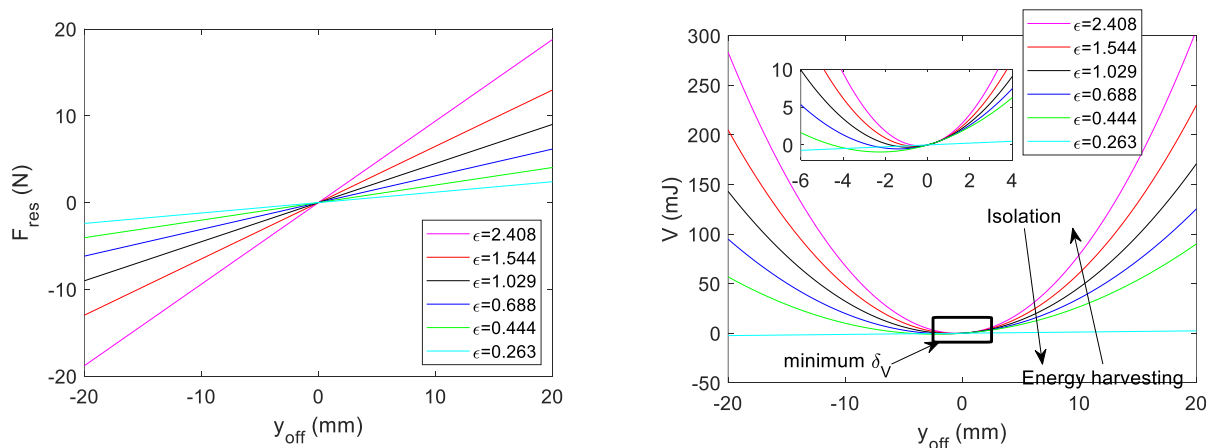 20
10
0
-10
-20
F_res (N)
-20 -10 0 10 20
y_off (mm)
ϵ=2.408
ϵ=1.544
ϵ=1.029
ϵ=0.688
ϵ=0.444
ϵ=0.263
300
250
200
150
100
50
0
-50
V (mJ)
10
5
0
-6 -4 -2 0 2 4
ϵ=2.408
ϵ=1.544
ϵ=1.029
ϵ=0.688
ϵ=0.444
ϵ=0.263
Isolation
minimum δ_V
Energy harvesting
-20 -10 0 10 20
y_off (mm)